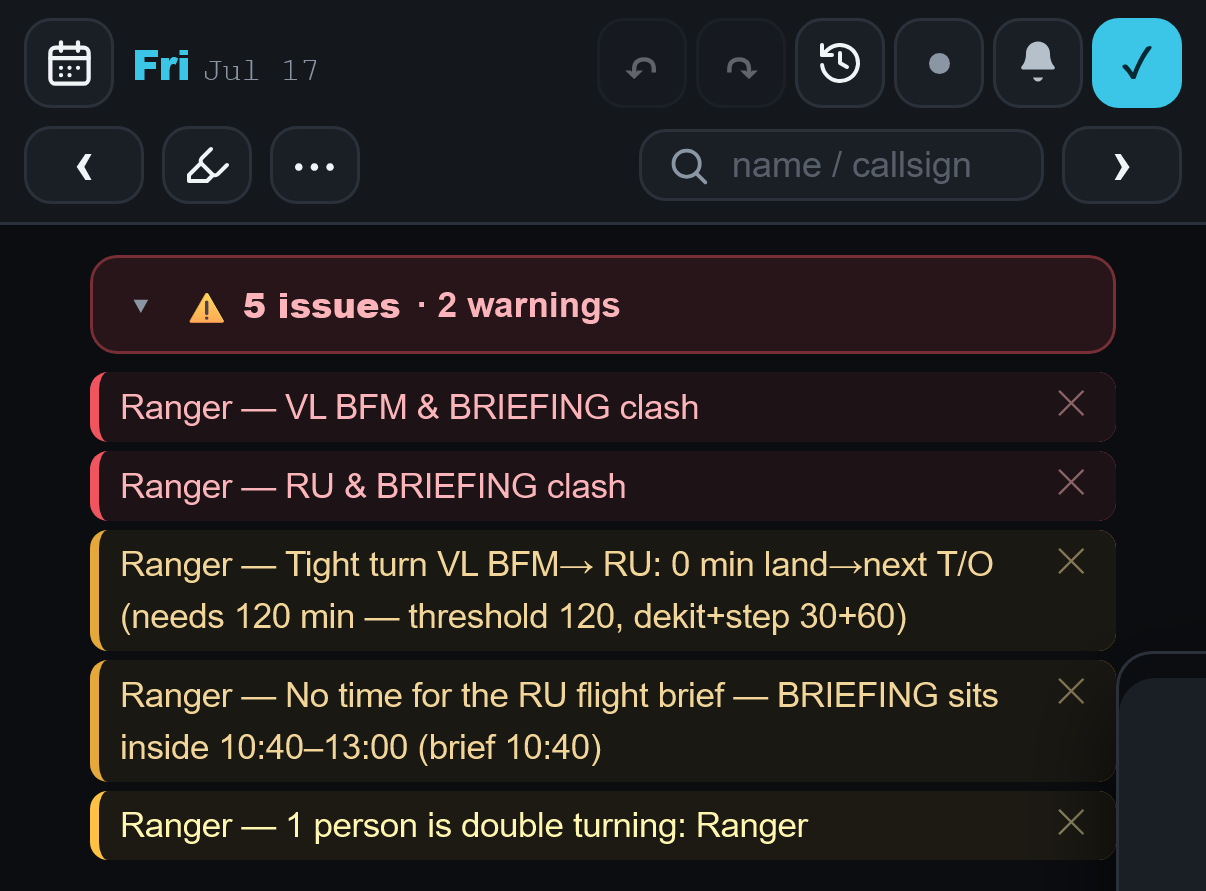 Fri Jul 17
name / callsign
5 issues · 2 warnings
Ranger — VL BFM & BRIEFING clash
Ranger — RU & BRIEFING clash
Ranger — Tight turn VL BFM→ RU: 0 min land→next T/O
(needs 120 min — threshold 120, dekit+step 30+60)
Ranger — No time for the RU flight brief — BRIEFING sits
inside 10:40–13:00 (brief 10:40)
Ranger — 1 person is double turning: Ranger